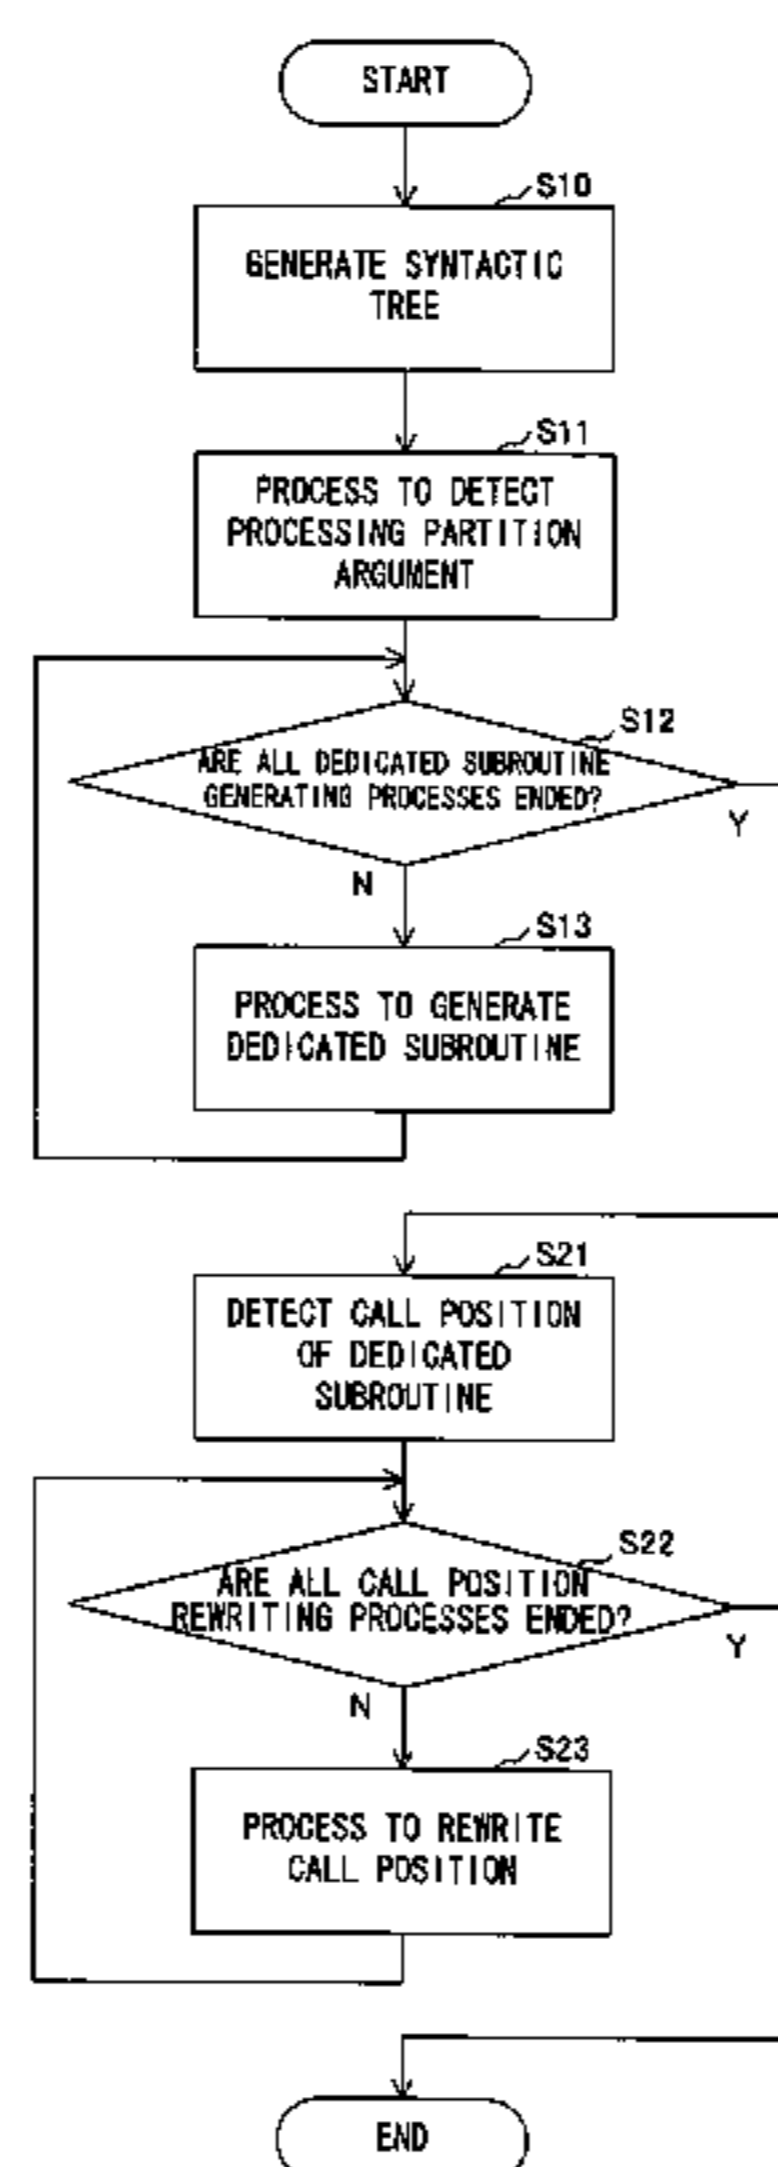 START
S10
GENERATE SYNTACTIC
TREE
S11
PROCESS TO DETECT
PROCESSING PARTITION
ARGUMENT
S12
ARE ALL DEDICATED SUBROUTINE
GENERATING PROCESSES ENDED?
Y
N
S13
PROCESS TO GENERATE
DEDICATED SUBROUTINE
S21
DETECT CALL POSITION
OF DEDICATED
SUBROUTINE
S22
ARE ALL CALL POSITION
REWRITING PROCESSES ENDED?
Y
N
S23
PROCESS TO REWRITE
CALL POSITION
END